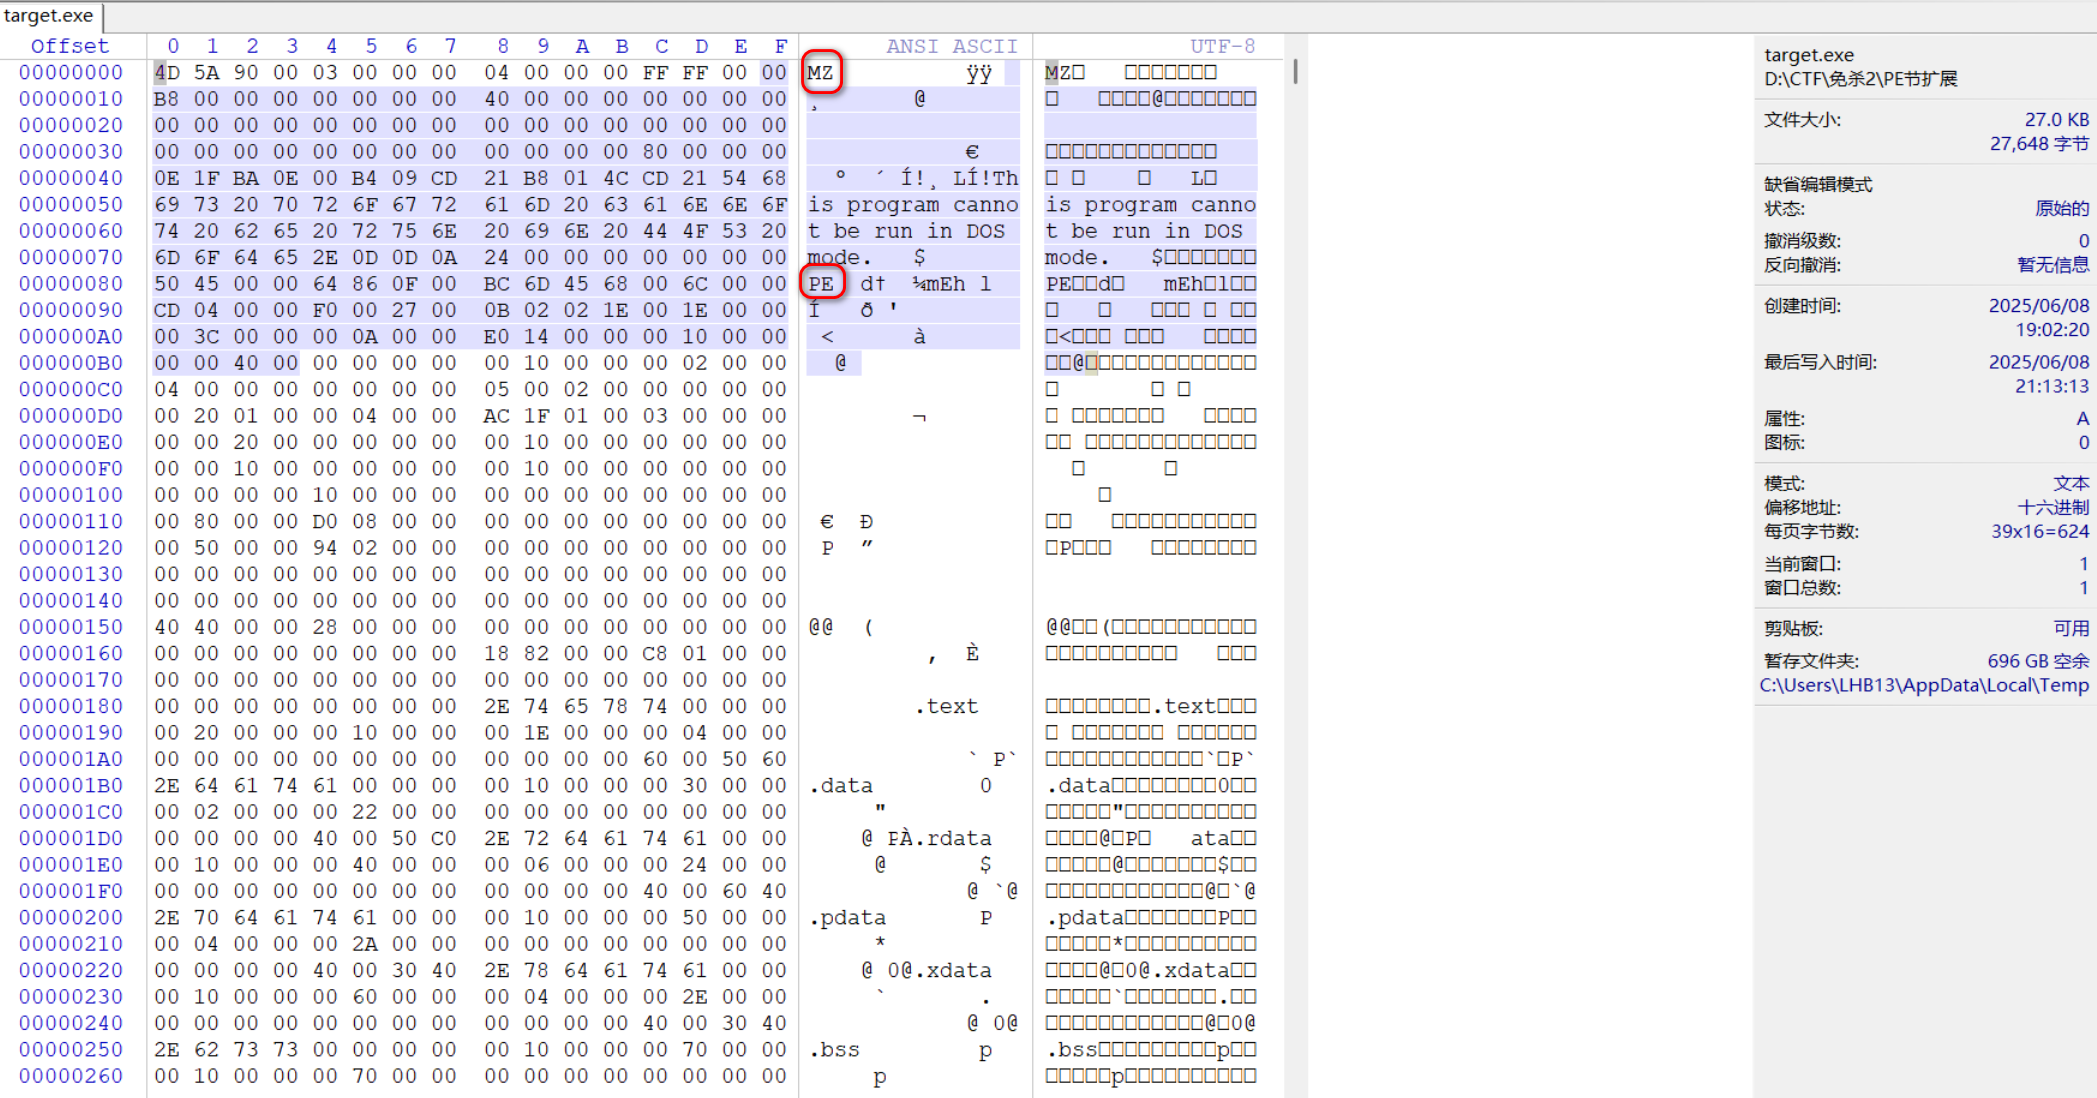 target.exe
Offset 0 1 2 3 4 5 6 7 8 9 A B C D E F ANSI ASCII UTF-8
00000000 4D 5A 90 00 03 00 00 00 04 00 00 00 FF FF 00 00 MZ ÿÿ MZ
00000010 B8 00 00 00 00 00 00 00 40 00 00 00 00 00 00 00 ¸ @ @
00000020 00 00 00 00 00 00 00 00 00 00 00 00 00 00 00 00
00000030 00 00 00 00 00 00 00 00 00 00 00 00 80 00 00 00 €
00000040 0E 1F BA 0E 00 B4 09 CD 21 B8 01 4C CD 21 54 68 º ´ Í!¸ LÍ!Th L
00000050 69 73 20 70 72 6F 67 72 61 6D 20 63 61 6E 6E 6F is program canno is program canno
00000060 74 20 62 65 20 72 75 6E 20 69 6E 20 44 4F 53 20 t be run in DOS t be run in DOS
00000070 6D 6F 64 65 2E 0D 0D 0A 24 00 00 00 00 00 00 00 mode. $ mode. $
00000080 50 45 00 00 64 86 0F 00 BC 6D 45 68 00 6C 00 00 PE d† ¼mEh l PE d mEh l
00000090 CD 04 00 00 F0 00 27 00 0B 02 02 1E 00 1E 00 00 Í ð '
000000A0 00 3C 00 00 00 0A 00 00 E0 14 00 00 00 10 00 00 < à <
000000B0 00 00 40 00 00 00 00 00 00 10 00 00 00 02 00 00 @ @
000000C0 04 00 00 00 00 00 00 00 05 00 02 00 00 00 00 00
000000D0 00 20 01 00 00 04 00 00 AC 1F 01 00 03 00 00 00 ¬
000000E0 00 00 20 00 00 00 00 00 00 10 00 00 00 00 00 00
000000F0 00 00 10 00 00 00 00 00 00 10 00 00 00 00 00 00
00000100 00 00 00 00 10 00 00 00 00 00 00 00 00 00 00 00
00000110 00 80 00 00 D0 08 00 00 00 00 00 00 00 00 00 00 € Ð
00000120 00 50 00 00 94 02 00 00 00 00 00 00 00 00 00 00 P ” P
00000130 00 00 00 00 00 00 00 00 00 00 00 00 00 00 00 00
00000140 00 00 00 00 00 00 00 00 00 00 00 00 00 00 00 00
00000150 40 40 00 00 28 00 00 00 00 00 00 00 00 00 00 00 @@ ( @@ (
00000160 00 00 00 00 00 00 00 00 18 82 00 00 C8 01 00 00 ‚ È
00000170 00 00 00 00 00 00 00 00 00 00 00 00 00 00 00 00
00000180 00 00 00 00 00 00 00 00 2E 74 65 78 74 00 00 00 .text .text
00000190 00 20 00 00 00 10 00 00 00 1E 00 00 00 04 00 00
000001A0 00 00 00 00 00 00 00 00 00 00 00 00 60 00 50 60 ` P` ` P`
000001B0 2E 64 61 74 61 00 00 00 00 10 00 00 00 30 00 00 .data 0 .data 0
000001C0 00 02 00 00 00 22 00 00 00 00 00 00 00 00 00 00 " "
000001D0 00 00 00 00 40 00 50 C0 2E 72 64 61 74 61 00 00 @ PÀ.rdata @ P ata
000001E0 00 10 00 00 00 40 00 00 00 06 00 00 00 24 00 00 @ $ @ $
000001F0 00 00 00 00 00 00 00 00 00 00 00 00 40 00 60 40 @ `@ @ `@
00000200 2E 70 64 61 74 61 00 00 00 10 00 00 00 50 00 00 .pdata P .pdata P
00000210 00 04 00 00 00 2A 00 00 00 00 00 00 00 00 00 00 * *
00000220 00 00 00 00 40 00 30 40 2E 78 64 61 74 61 00 00 @ 0@.xdata @ 0@.xdata
00000230 00 10 00 00 00 60 00 00 00 04 00 00 00 2E 00 00 ` . ` .
00000240 00 00 00 00 00 00 00 00 00 00 00 00 40 00 30 40 @ 0@ @ 0@
00000250 2E 62 73 73 00 00 00 00 00 10 00 00 00 70 00 00 .bss p .bss p
00000260 00 10 00 00 00 70 00 00 00 00 00 00 00 00 00 00 p p
target.exe
D:\CTF\免杀2\PE节扩展
文件大小: 27.0 KB
27,648 字节
缺省编辑模式
状态: 原始的
撤消级数: 0
反向撤消: 暂无信息
创建时间: 2025/06/08
19:02:20
最后写入时间: 2025/06/08
21:13:13
属性: A
图标: 0
模式: 文本
偏移地址: 十六进制
每页字节数: 39x16=624
当前窗口: 1
窗口总数: 1
剪贴板: 可用
暂存文件夹: 696 GB 空余
C:\Users\LHB13\AppData\Local\Temp